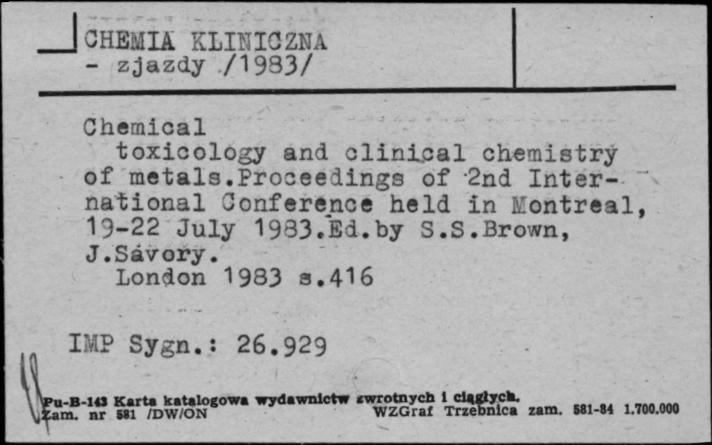 CHEMIA KLINICZNA
- zjazdy /1983/
Chemical
toxicology and clinical chemistry
of metals.Proceedings of 2nd Inter-
national Conference held in Montreal,
19-22 July 1983.Ed.by S.S.Brown,
J.Savory.
London 1983 s.416
IMP Sygn.: 26.929
Pu-B-143 Karta katalogowa wydawnictw zwrotnych i ciągłych.
Zam. nr 581 /DW/ON WZGraf Trzebnica zam. 581-84 1.700.000